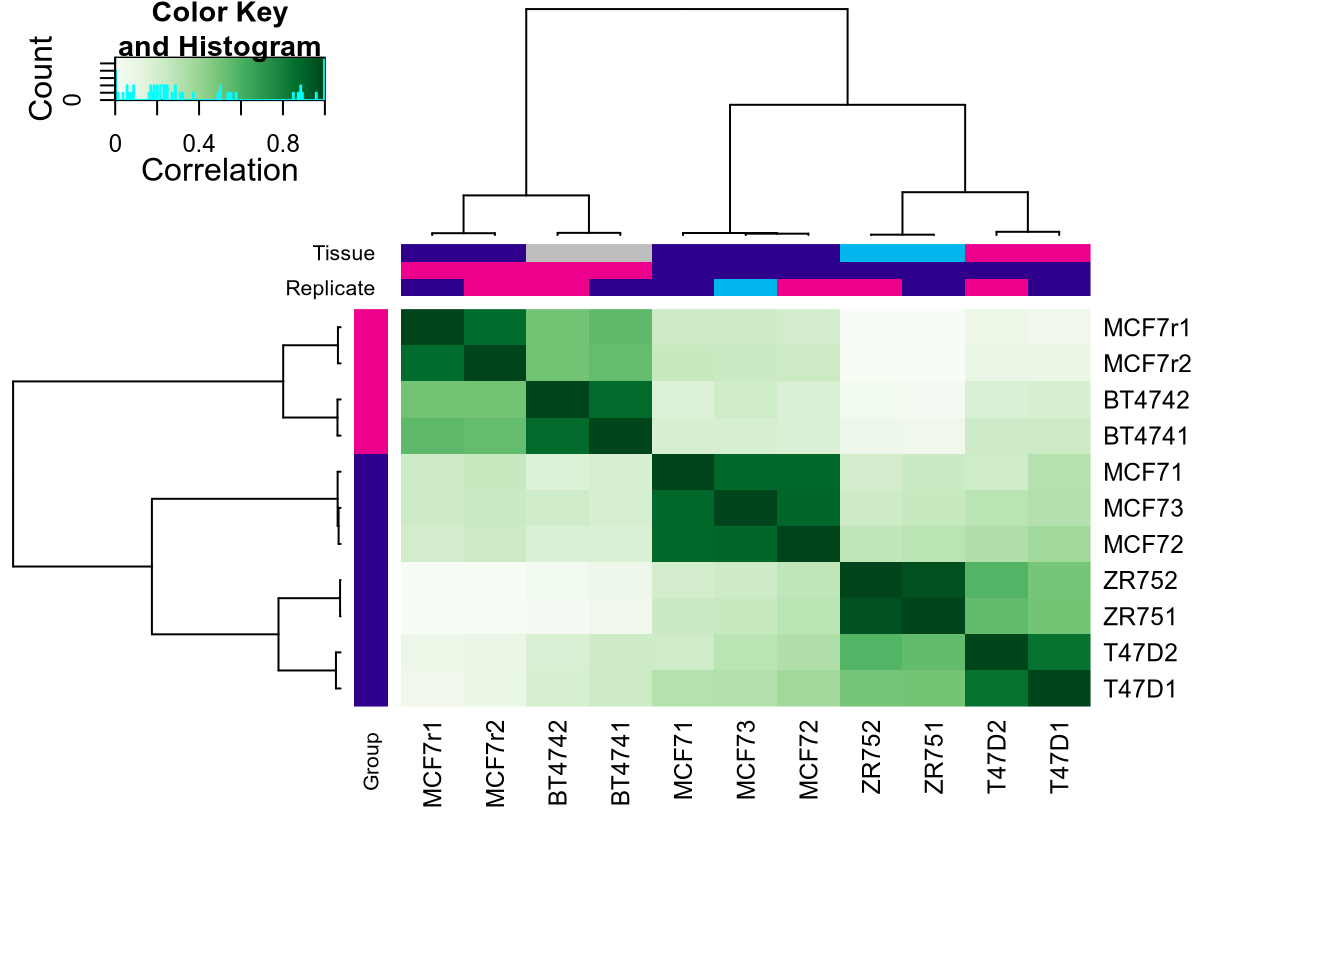 Color Key
and Histogram
Count
0
0 0.4 0.8
Correlation
Tissue
Replicate
MCF7r1
MCF7r2
BT4742
BT4741
MCF71
MCF73
MCF72
ZR752
ZR751
T47D2
T47D1
Group
MCF7r1
MCF7r2
BT4742
BT4741
MCF71
MCF73
MCF72
ZR752
ZR751
T47D2
T47D1